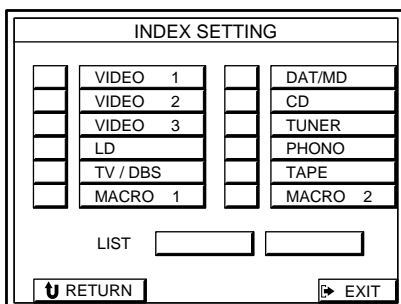 INDEX SETTING
VIDEO 1 DAT/MD
VIDEO 2 CD
VIDEO 3 TUNER
LD PHONO
TV / DBS TAPE
MACRO 1 MACRO 2
LIST
RETURN EXIT